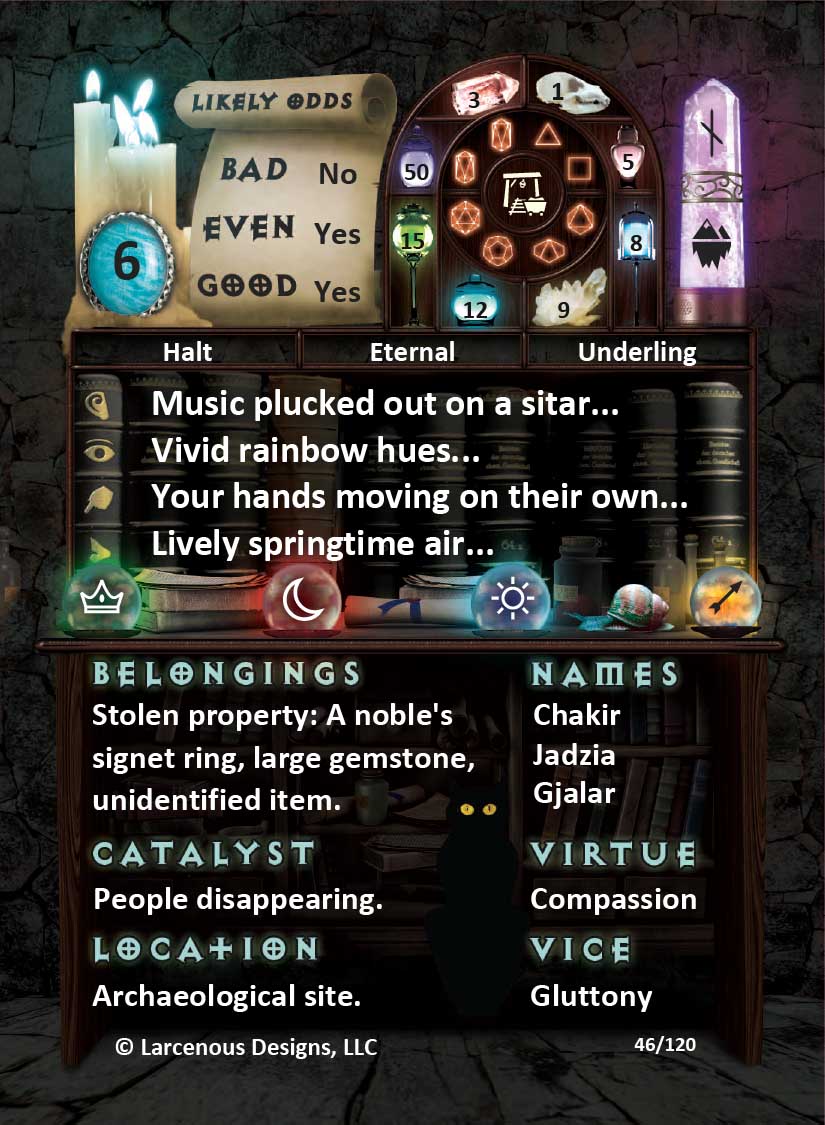 LIKELY ODDS
BAD No
EVEN Yes
GOOD Yes
6
3
1
50
5
15
8
12
9
Halt Eternal Underling
Music plucked out on a sitar...
Vivid rainbow hues...
Your hands moving on their own...
Lively springtime air...
BELONGINGS
Stolen property: A noble's
signet ring, large gemstone,
unidentified item.
NAMES
Chakir
Jadzia
Gjalar
CATALYST
People disappearing.
VIRTUE
Compassion
LOCATION
Archaeological site.
VICE
Gluttony
© Larcenous Designs, LLC
46/120